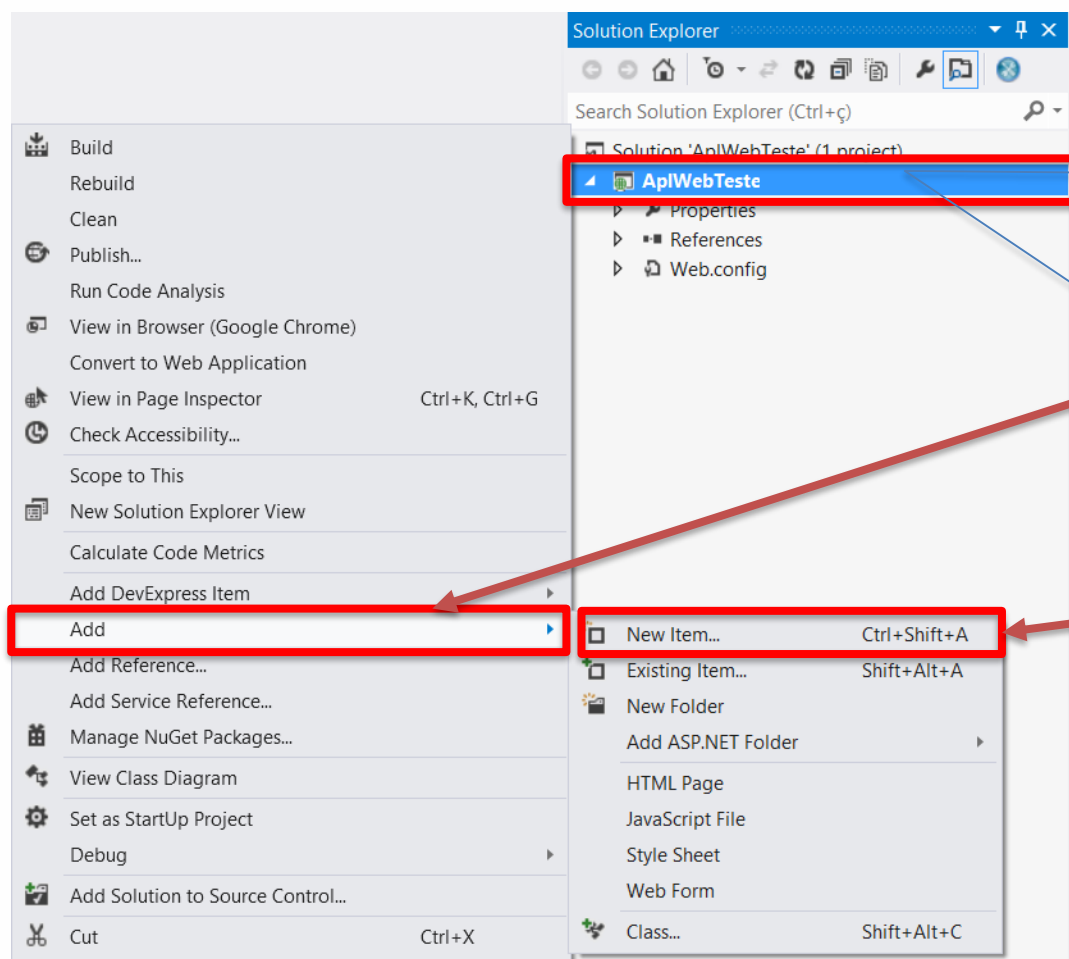 Solution Explorer
Search Solution Explorer (Ctrl+ç)
Solution 'AplWebTeste' (1 project)
AplWebTeste
Properties
References
Web.config
Build
Rebuild
Clean
Publish...
Run Code Analysis
View in Browser (Google Chrome)
Convert to Web Application
View in Page Inspector Ctrl+K, Ctrl+G
Check Accessibility...
Scope to This
New Solution Explorer View
Calculate Code Metrics
Add DevExpress Item
Add
Add Reference...
Add Service Reference...
Manage NuGet Packages...
View Class Diagram
Set as StartUp Project
Debug
Add Solution to Source Control...
Cut Ctrl+X
New Item... Ctrl+Shift+A
Existing Item... Shift+Alt+A
New Folder
Add ASP.NET Folder
HTML Page
JavaScript File
Style Sheet
Web Form
Class... Shift+Alt+C